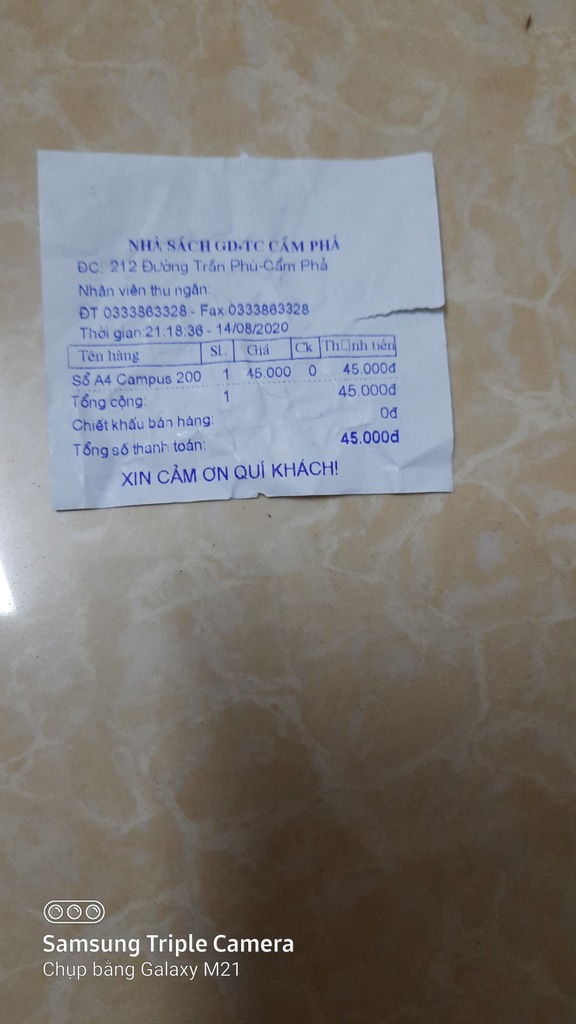 NHÀ SÁCH GD-TC CẨM PHẢ
ĐC: 212 Đường Trần Phú-Cẩm Phả
Nhân viên thu ngân:
ĐT 0333863328 - Fax 0333863328
Thời gian:21:18:36 - 14/08/2020
Tên hàng SL Giá Ck Th□nh tiền
Sổ A4 Campus 200 1 45.000 0 45.000đ
Tổng cộng: 1 45.000đ
Chiết khấu bán hàng: 0đ
Tổng số thanh toán: 45.000đ
XIN CẢM ƠN QUÍ KHÁCH!
Samsung Triple Camera
Chụp bằng Galaxy M21